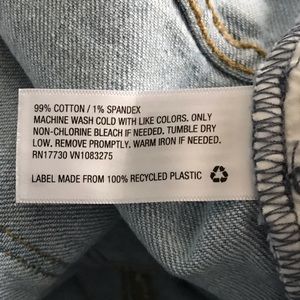 99% COTTON / 1% SPANDEX
MACHINE WASH COLD WITH LIKE COLORS. ONLY
NON-CHLORINE BLEACH IF NEEDED. TUMBLE DRY
LOW. REMOVE PROMPTLY. WARM IRON IF NEEDED.
RN17730 VN1083275
LABEL MADE FROM 100% RECYCLED PLASTIC